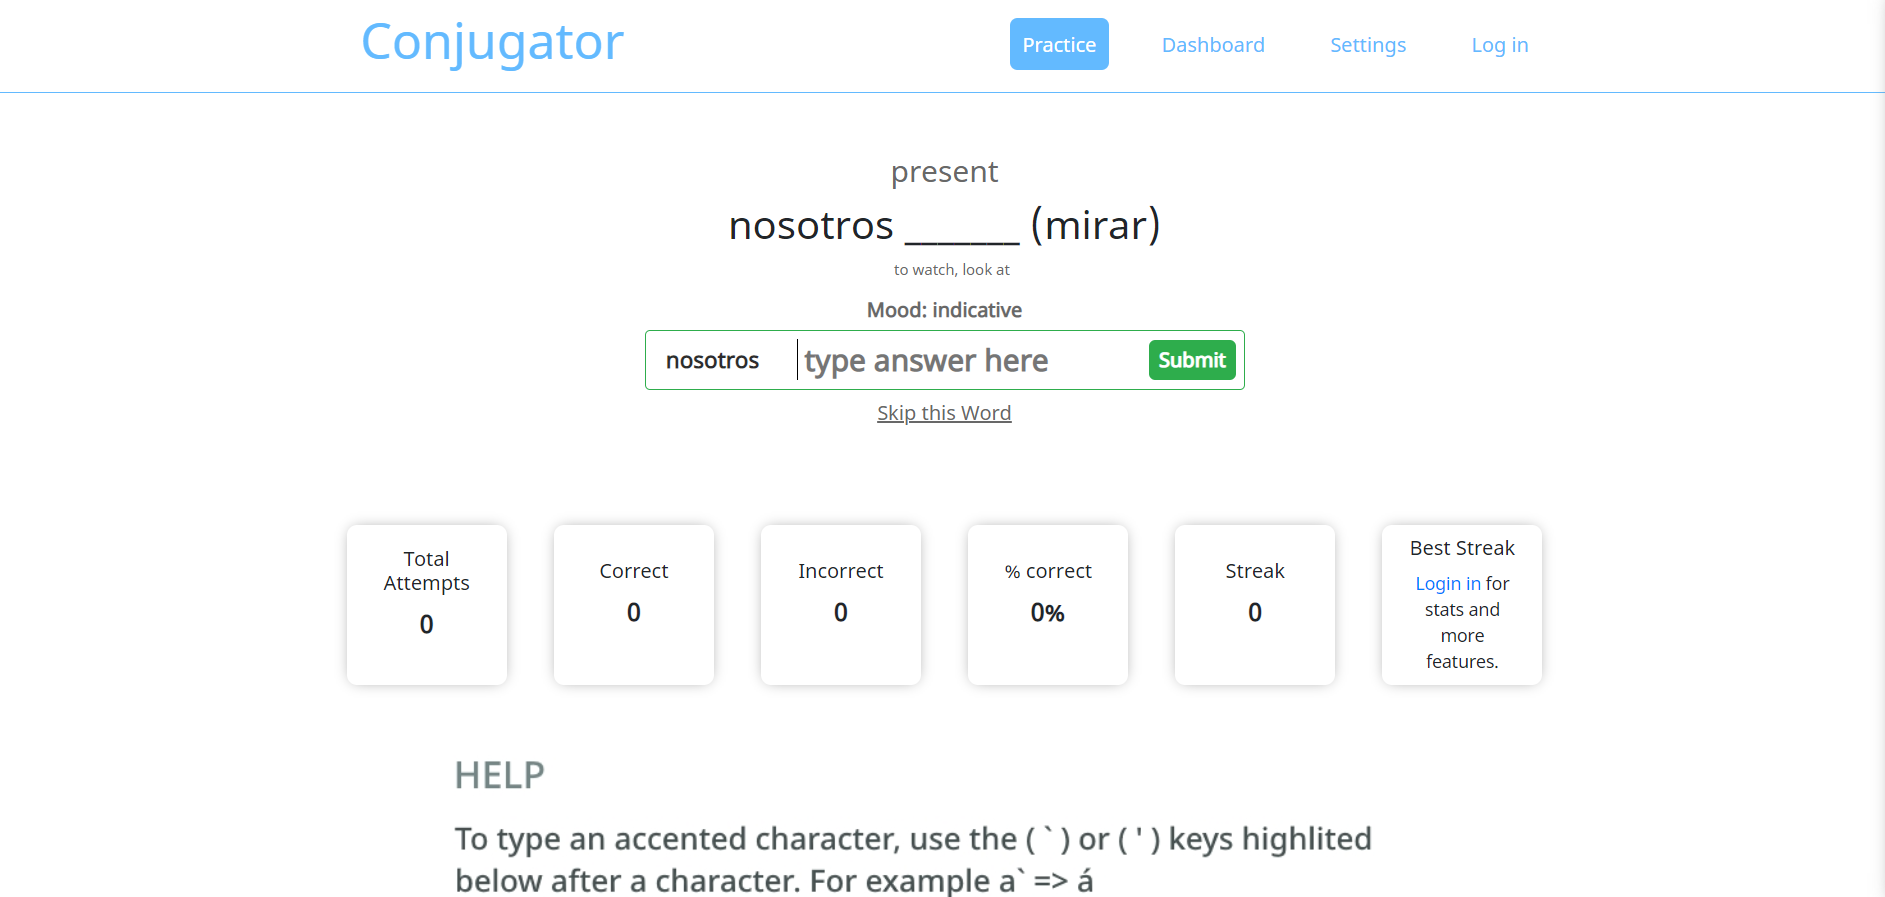 Conjugator
Practice Dashboard Settings Log in
present
nosotros _______ (mirar)
to watch, look at
Mood: indicative
nosotros type answer here Submit
Skip this Word
Total
Attempts
0
Correct
0
Incorrect
0
% correct
0%
Streak
0
Best Streak
Login in for
stats and
more
features.
HELP
To type an accented character, use the ( ` ) or ( ' ) keys highlited
below after a character. For example a` => á